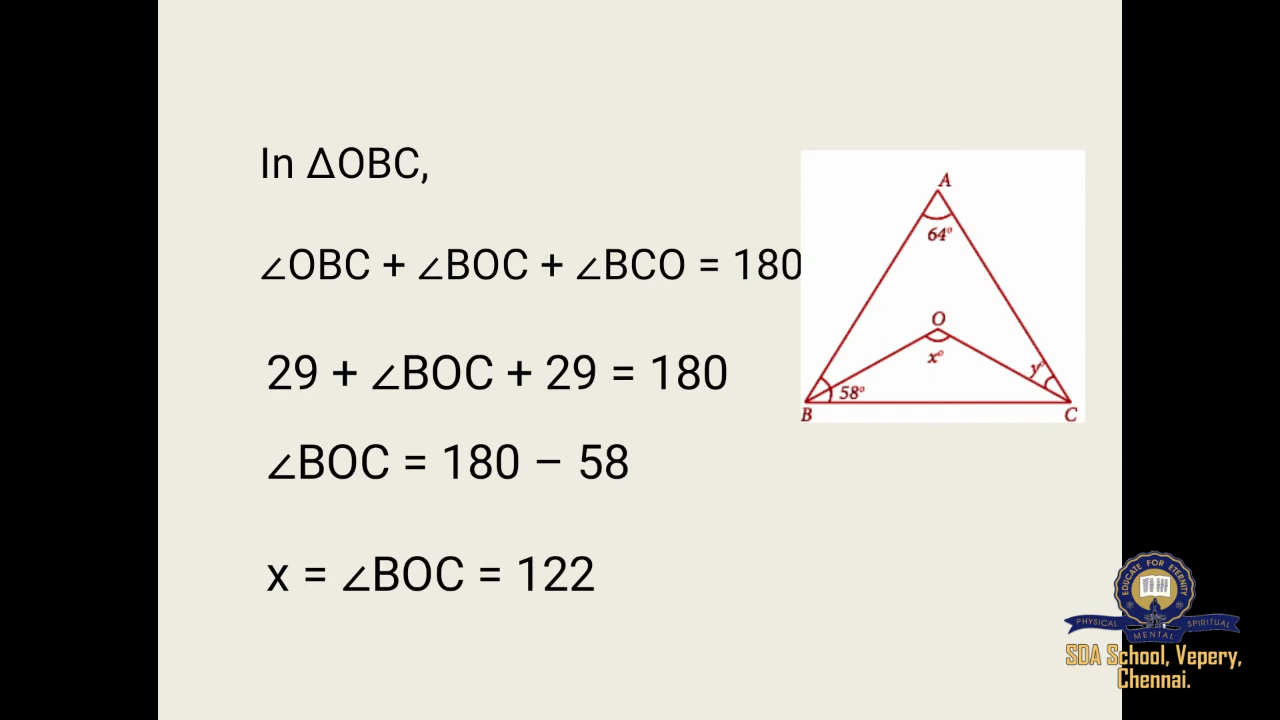 In ΔOBC,
∠OBC + ∠BOC + ∠BCO = 180
29 + ∠BOC + 29 = 180
∠BOC = 180 – 58
x = ∠BOC = 122
A
64°
O
x°
y°
58°
B
C
EDUCATE FOR ETERNITY
PHYSICAL MENTAL SPIRITUAL
SDA School, Vepery,
Chennai.